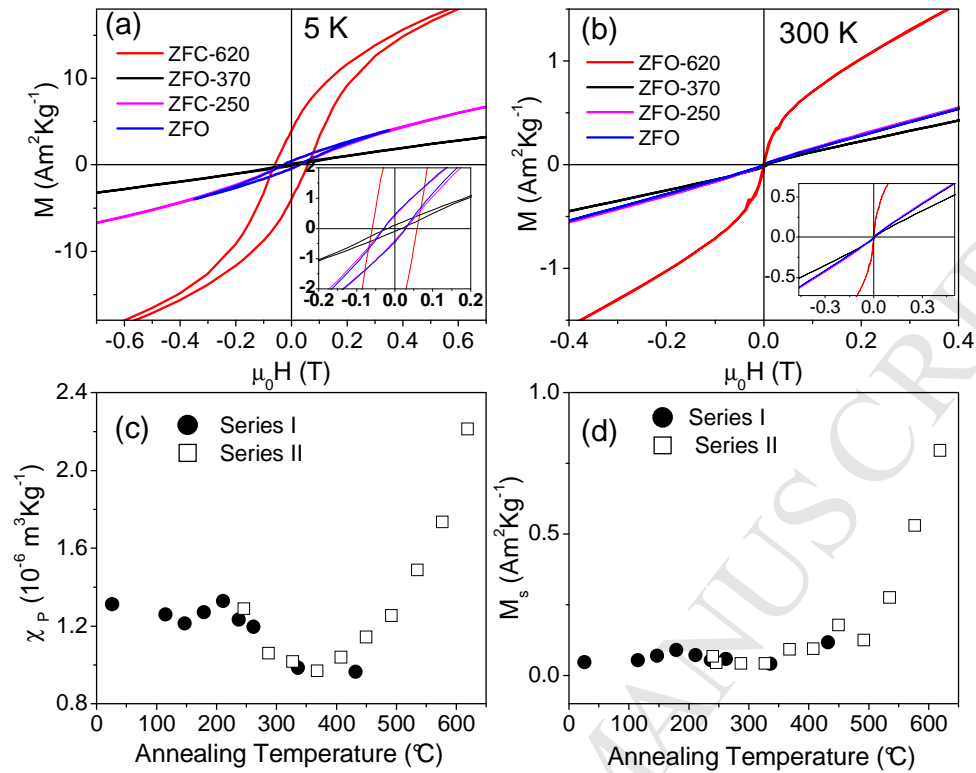 (a)
5 K
ZFC-620
ZFO-370
ZFC-250
ZFO
M (Am²Kg⁻¹)
10
0
-10
-0.6 -0.4 -0.2 0.0 0.2 0.4 0.6
μ₀H (T)
2
1
0
-1
-2
-0.2 -0.1 0.0 0.1 0.2
(b)
300 K
ZFO-620
ZFO-370
ZFO-250
ZFO
M (Am²Kg⁻¹)
1
0
-1
-0.4 -0.2 0.0 0.2 0.4
μ₀H (T)
0.5
0.0
-0.5
-0.3 0.0 0.3
(c)
Series I
Series II
χP (10⁻⁶ m³Kg⁻¹)
2.4
2.0
1.6
1.2
0.8
0 100 200 300 400 500 600
Annealing Temperature (°C)
(d)
Series I
Series II
Ms (Am²Kg⁻¹)
1.0
0.5
0.0
0 100 200 300 400 500 600
Annealing Temperature (°C)
MANUSCRIP